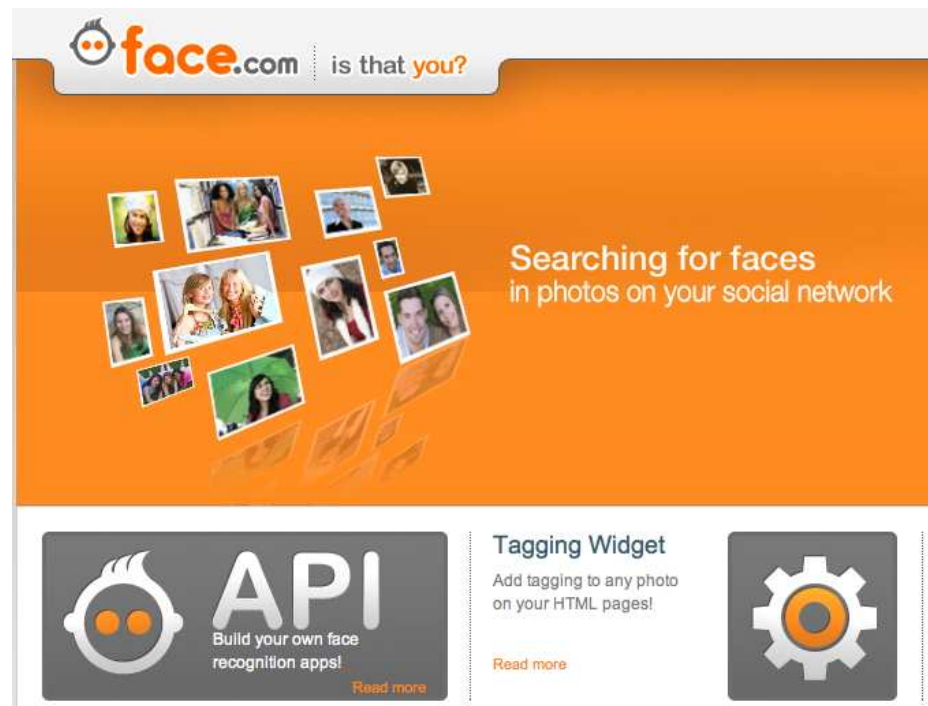 face.com is that you?
Searching for faces
in photos on your social network
API
Build your own face
recognition apps!
Read more
Tagging Widget
Add tagging to any photo
on your HTML pages!
Read more